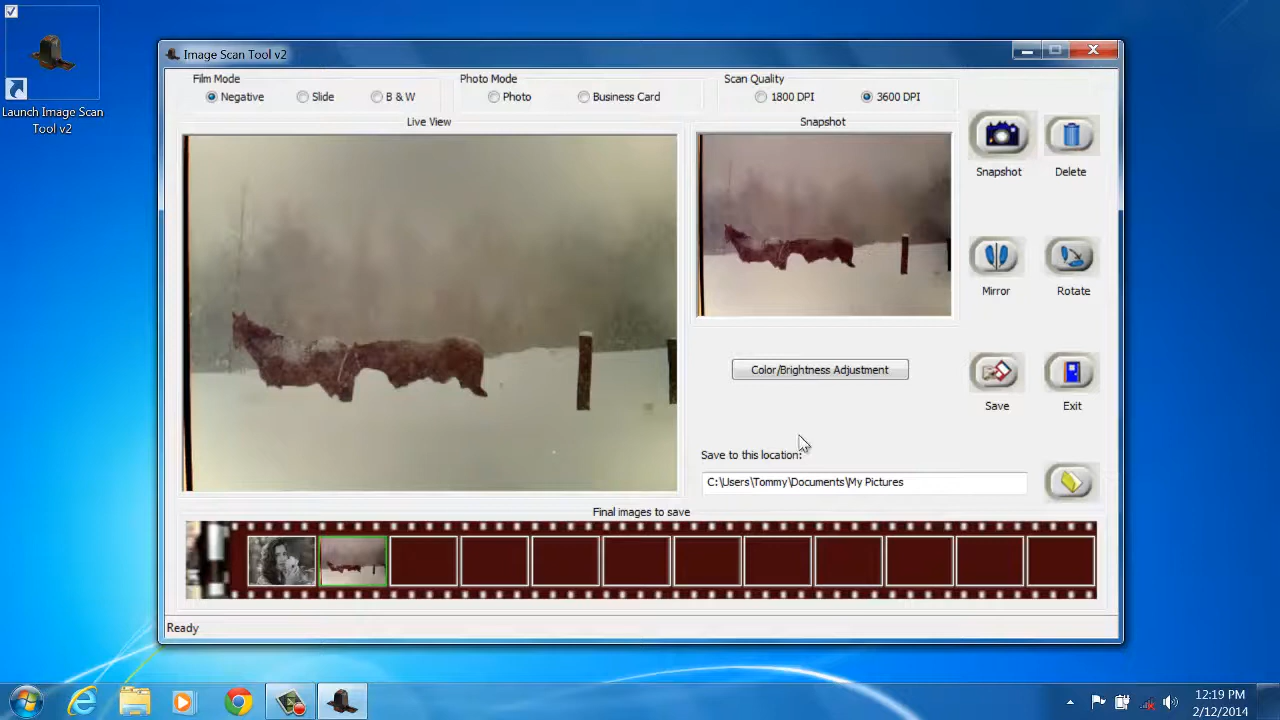 Launch Image Scan
Tool v2
Image Scan Tool v2
Film Mode
Negative
Slide
B & W
Photo Mode
Photo
Business Card
Scan Quality
1800 DPI
3600 DPI
Live View
Snapshot
Snapshot
Delete
Mirror
Rotate
Color/Brightness Adjustment
Save
Exit
Save to this location:
C:\Users\Tommy\Documents\My Pictures
Final images to save
Ready
12:19 PM
2/12/2014